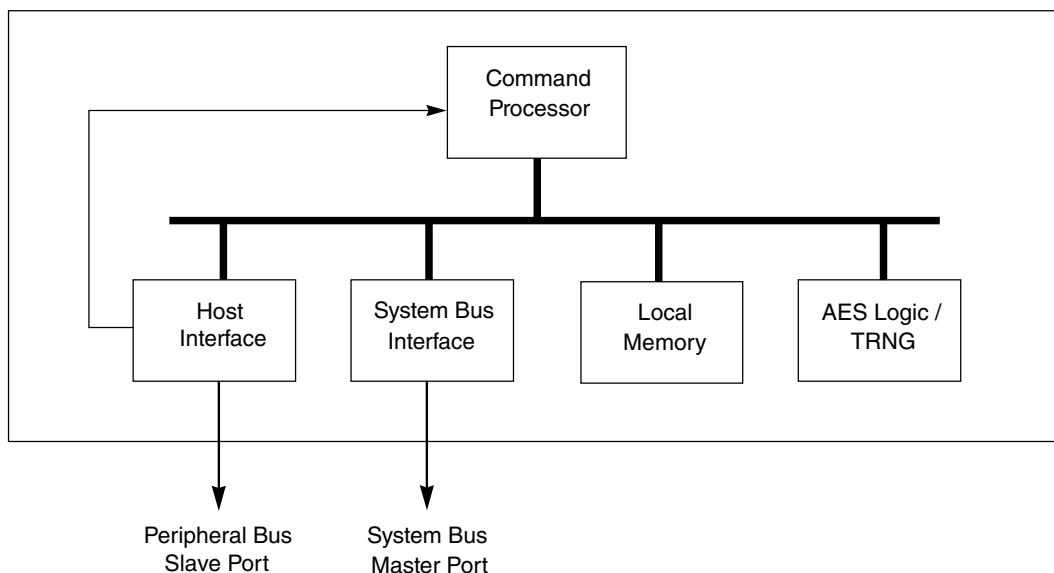 Command
Processor
Host
Interface
System Bus
Interface
Local
Memory
AES Logic /
TRNG
Peripheral Bus
Slave Port
System Bus
Master Port